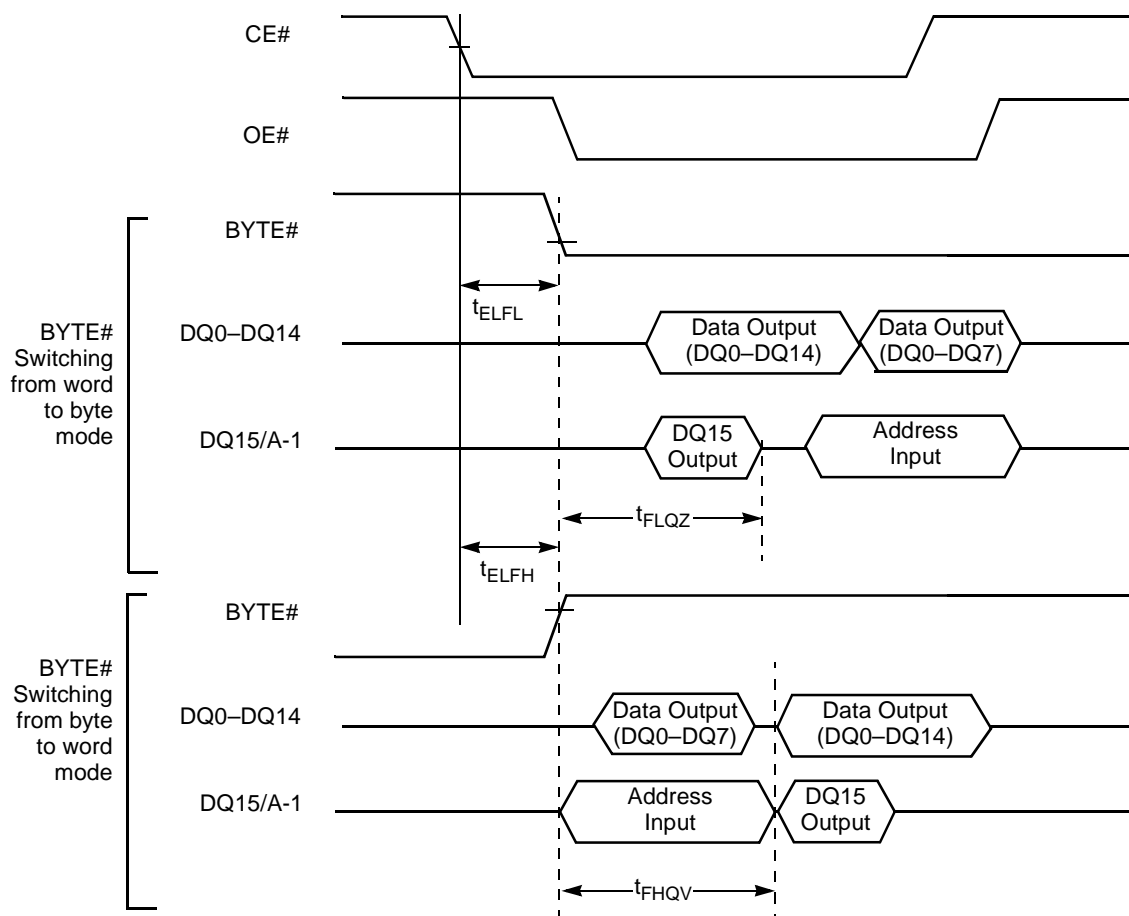 CE#
OE#
BYTE#
tELFL
BYTE#
Switching
from word
to byte
mode
DQ0–DQ14
Data Output
(DQ0–DQ14)
Data Output
(DQ0–DQ7)
DQ15/A-1
DQ15
Output
Address
Input
tFLQZ
tELFH
BYTE#
BYTE#
Switching
from byte
to word
mode
DQ0–DQ14
Data Output
(DQ0–DQ7)
Data Output
(DQ0–DQ14)
DQ15/A-1
Address
Input
DQ15
Output
tFHQV